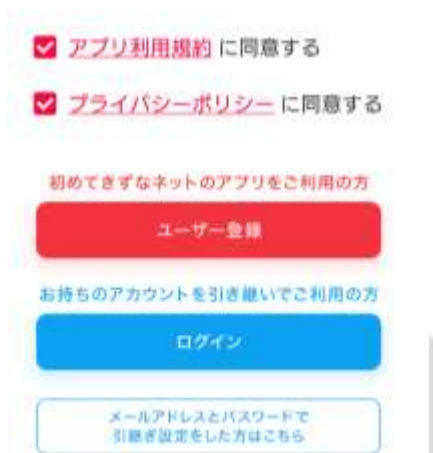 アプリ利用規約 に同意する
プライバシーポリシー に同意する
初めてきずなネットのアプリをご利用の方
ユーザー登録
お持ちのアカウントを引き継いでご利用の方
ログイン
メールアドレスとパスワードで
引継ぎ設定をした方はこちら